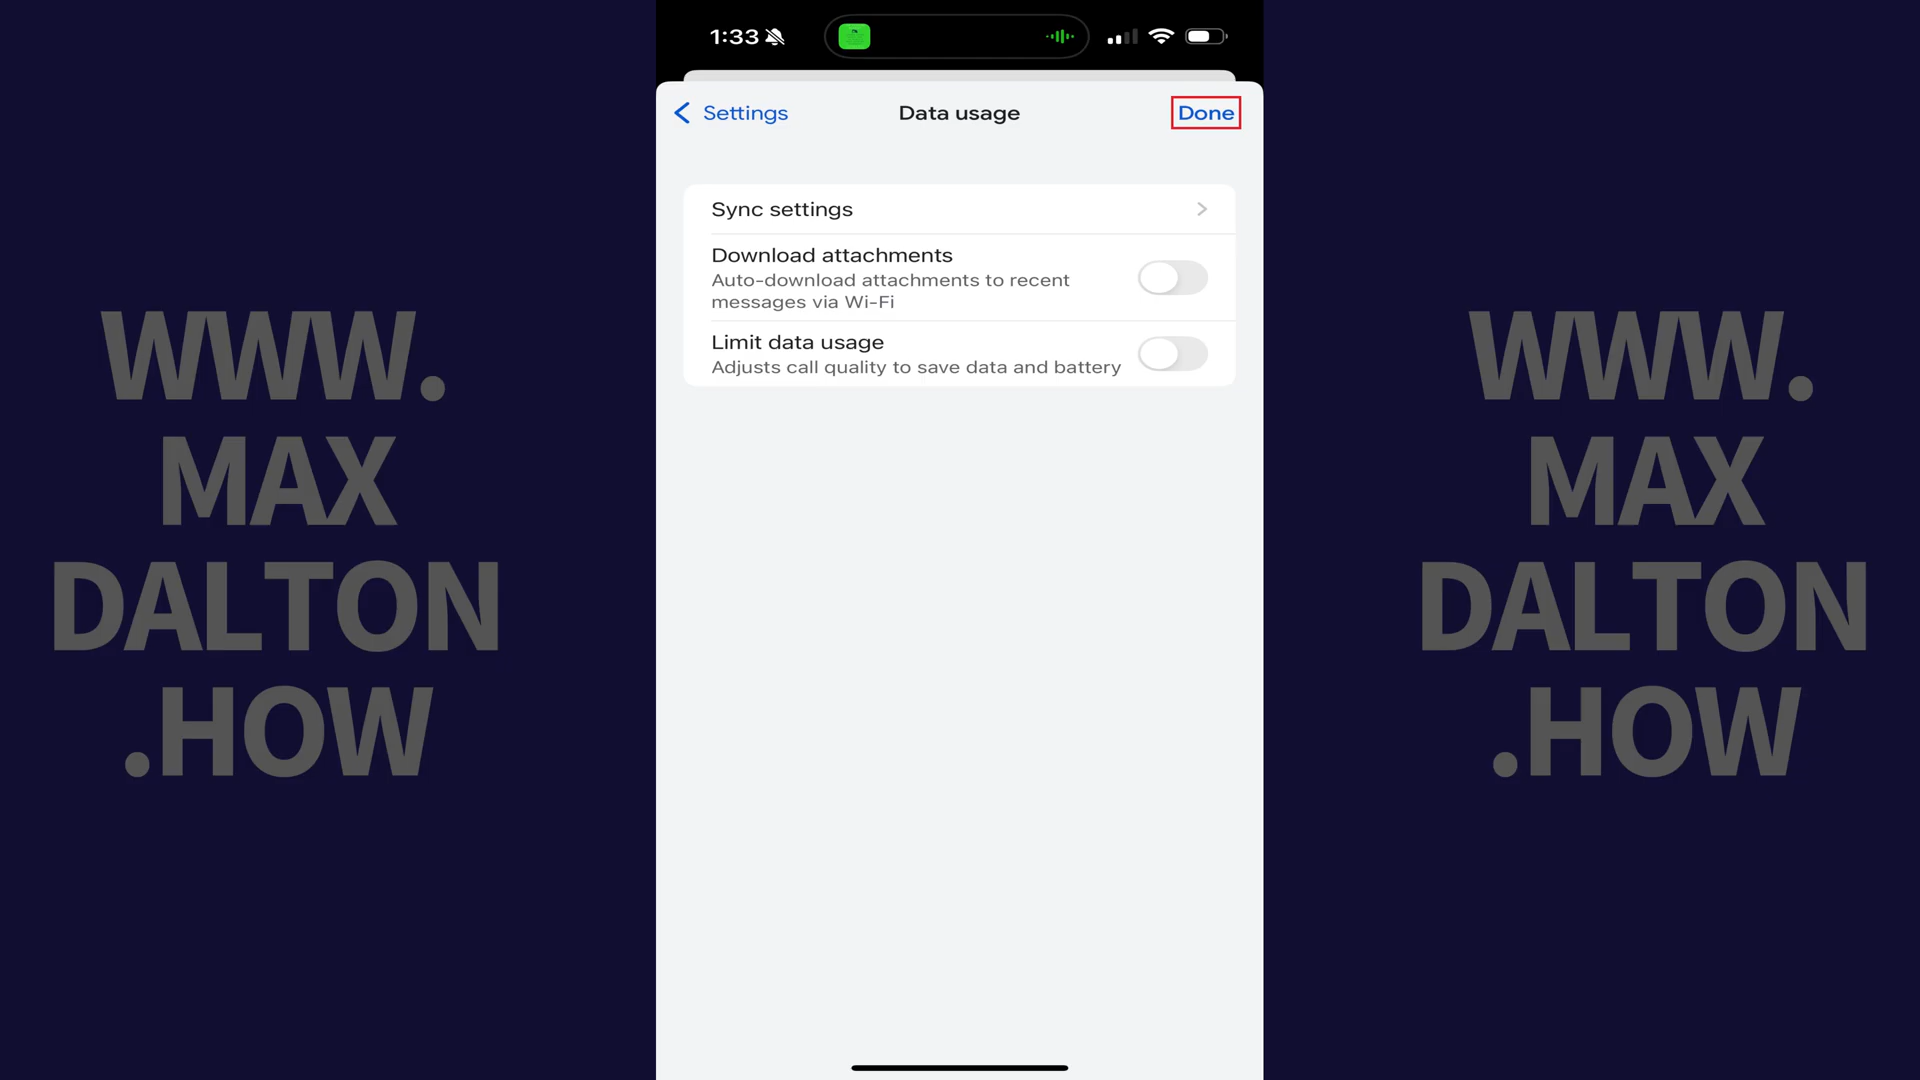 1:33
Settings
Data usage
Done
Sync settings
Download attachments
Auto-download attachments to recent
messages via Wi-Fi
Limit data usage
Adjusts call quality to save data and battery
WWW.
MAX
DALTON
.HOW
WWW.
MAX
DALTON
.HOW